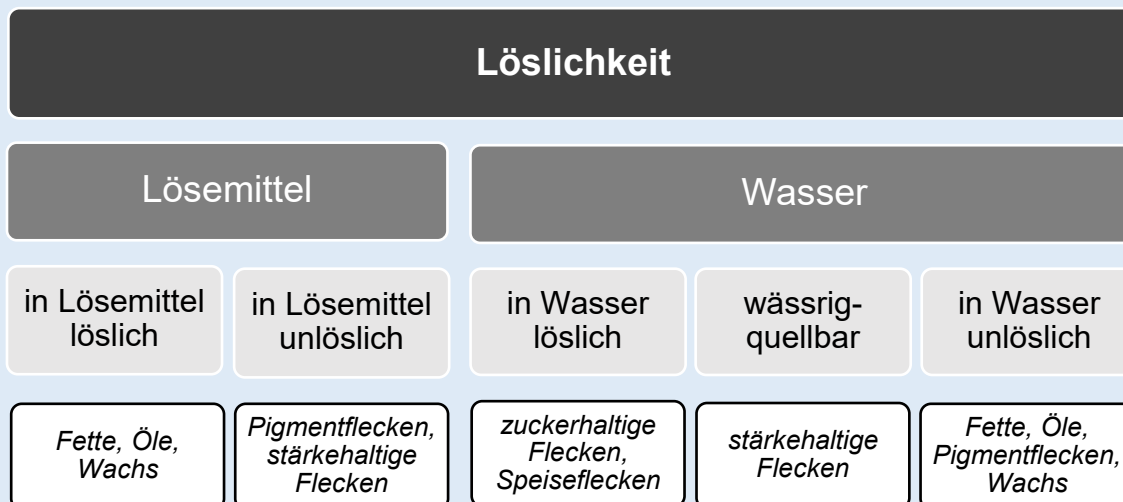 Löslichkeit
Lösemittel
Wasser
in Lösemittel
löslich
in Lösemittel
unlöslich
in Wasser
löslich
wässrig-
quellbar
in Wasser
unlöslich
Fette, Öle,
Wachs
Pigmentflecken,
stärkehaltige
Flecken
zuckerhaltige
Flecken,
Speiseflecken
stärkehaltige
Flecken
Fette, Öle,
Pigmentflecken,
Wachs